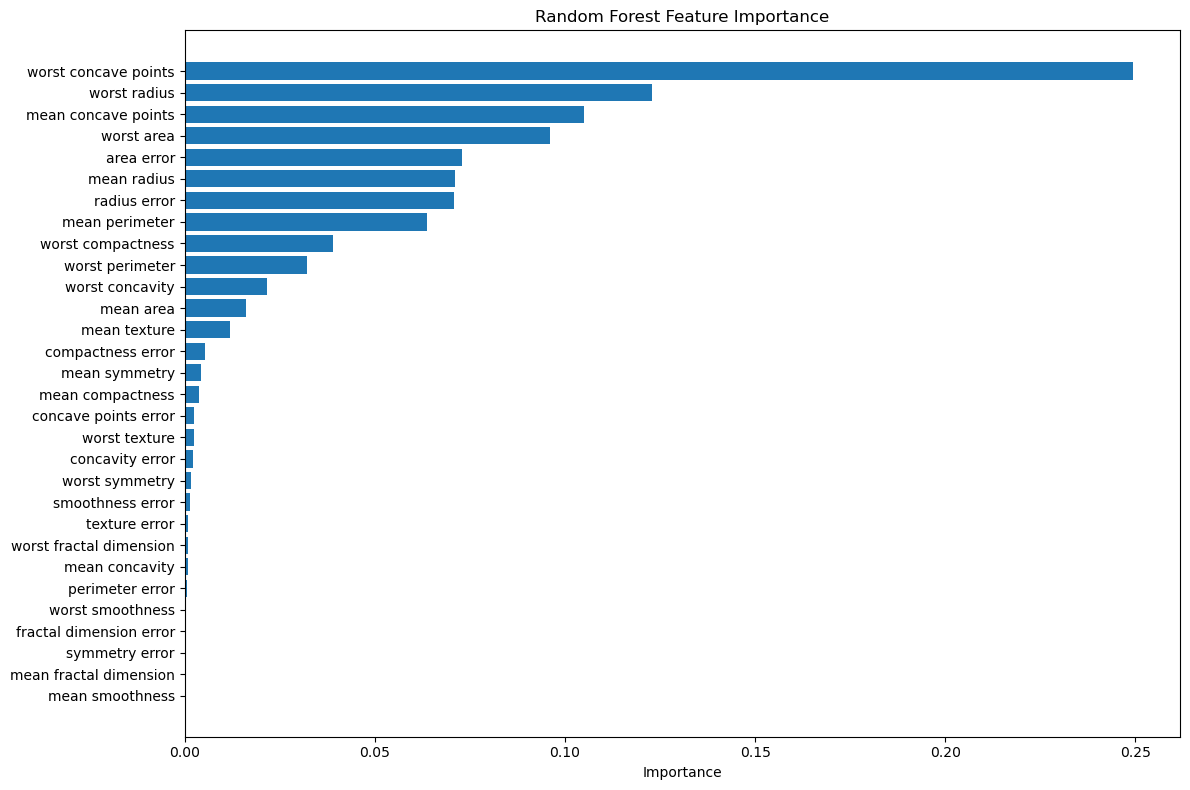 Random Forest Feature Importance
worst concave points
worst radius
mean concave points
worst area
area error
mean radius
radius error
mean perimeter
worst compactness
worst perimeter
worst concavity
mean area
mean texture
compactness error
mean symmetry
mean compactness
concave points error
worst texture
concavity error
worst symmetry
smoothness error
texture error
worst fractal dimension
mean concavity
perimeter error
worst smoothness
fractal dimension error
symmetry error
mean fractal dimension
mean smoothness
0.00 0.05 0.10 0.15 0.20 0.25
Importance